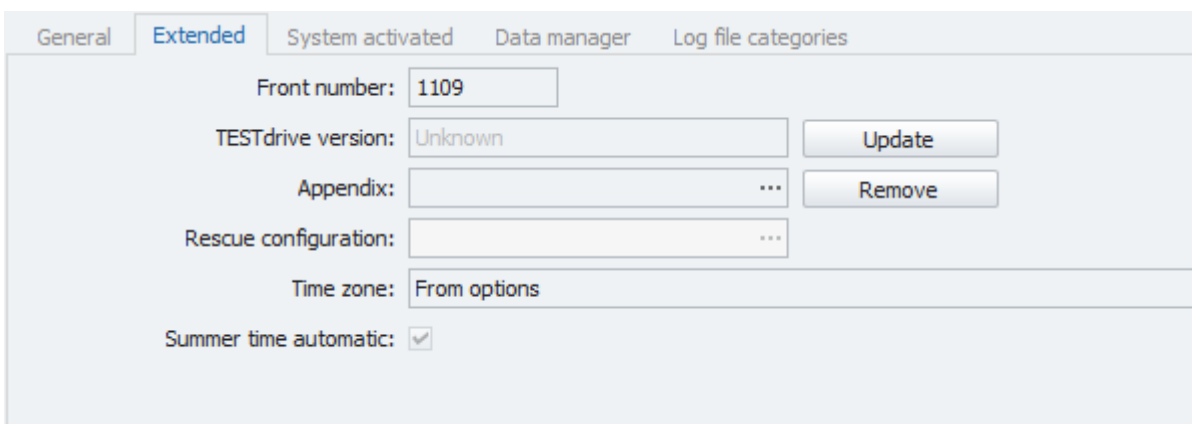 General Extended System activated Data manager Log file categories
Front number: 1109
TESTdrive version: Unknown Update
Appendix: ... Remove
Rescue configuration: ...
Time zone: From options
Summer time automatic: